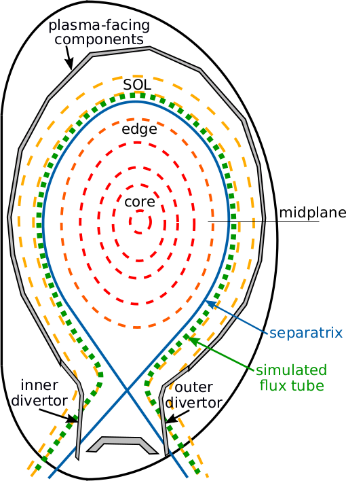 plasma-facing
components
SOL
edge
core
midplane
separatrix
simulated
flux tube
inner
divertor
outer
divertor